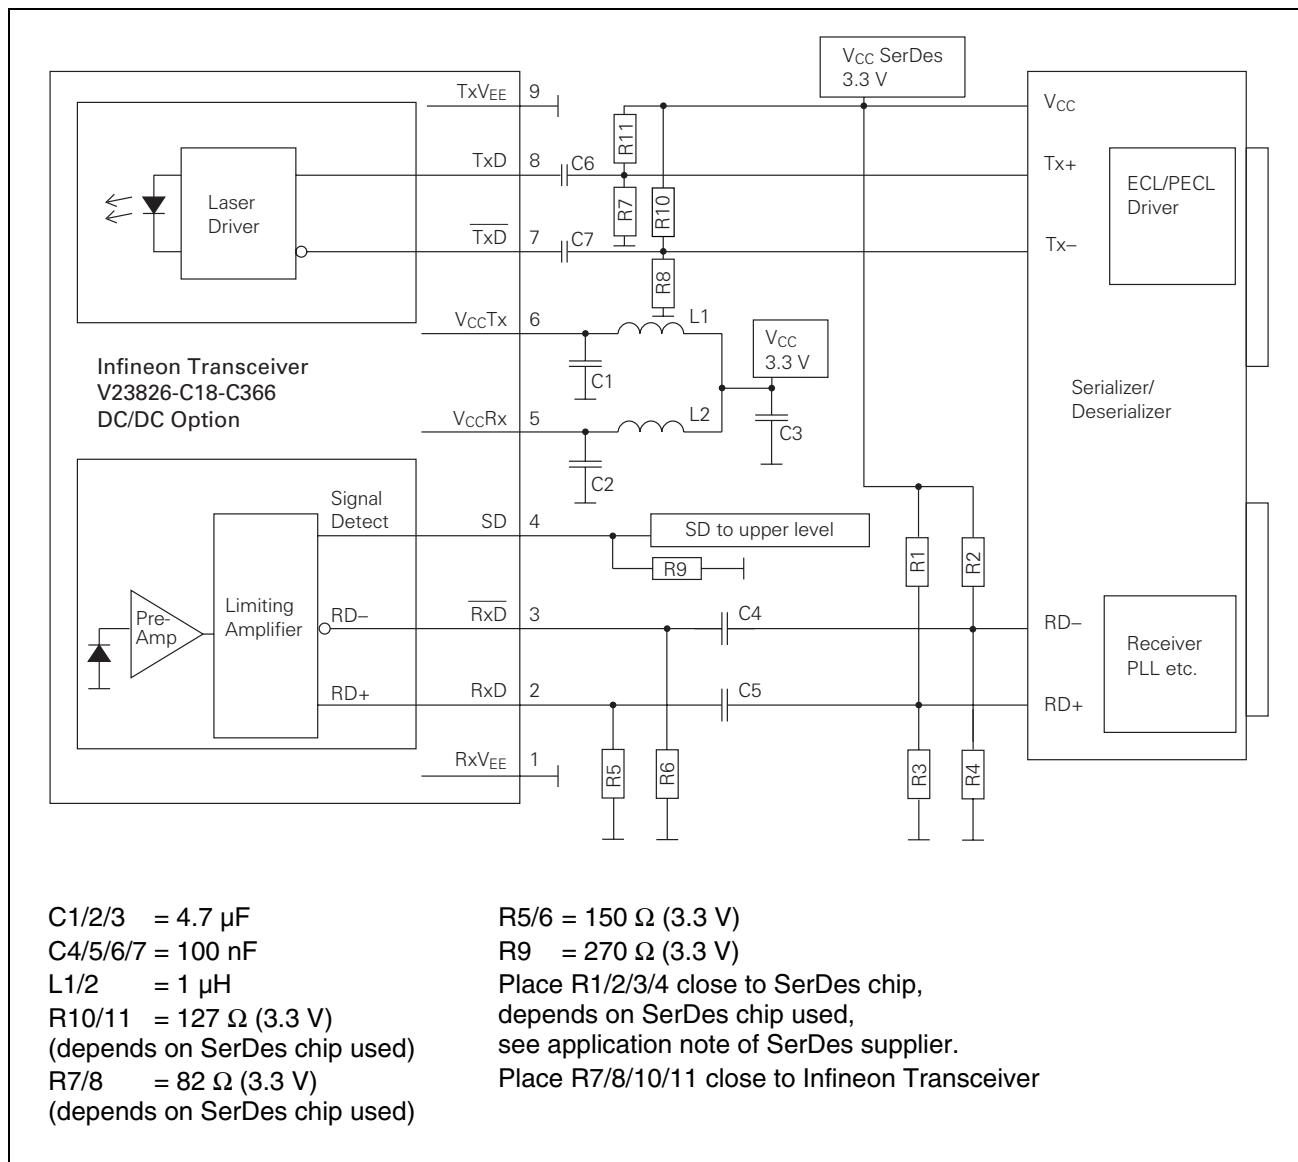 VCC SerDes
3.3 V
TxVEE 9
VCC
R11
TxD 8 C6
Tx+
Laser
Driver
R7
R10
ECL/PECL
Driver
TxD 7 C7
Tx–
R8
VCCTx 6 L1
VCC
3.3 V
Infineon Transceiver
V23826-C18-C366
DC/DC Option
C1
Serializer/
Deserializer
VCCRx 5 L2
C3
C2
Signal
Detect
SD 4
SD to upper level
R9
R1
R2
Pre-
Amp
Limiting
Amplifier
RD–
RxD 3 C4
RD–
Receiver
PLL etc.
RD+
RxD 2 C5
RD+
RxVEE 1
R5
R6
R3
R4
C1/2/3 = 4.7 µF
C4/5/6/7 = 100 nF
L1/2 = 1 µH
R10/11 = 127 Ω (3.3 V)
(depends on SerDes chip used)
R7/8 = 82 Ω (3.3 V)
(depends on SerDes chip used)
R5/6 = 150 Ω (3.3 V)
R9 = 270 Ω (3.3 V)
Place R1/2/3/4 close to SerDes chip,
depends on SerDes chip used,
see application note of SerDes supplier.
Place R7/8/10/11 close to Infineon Transceiver